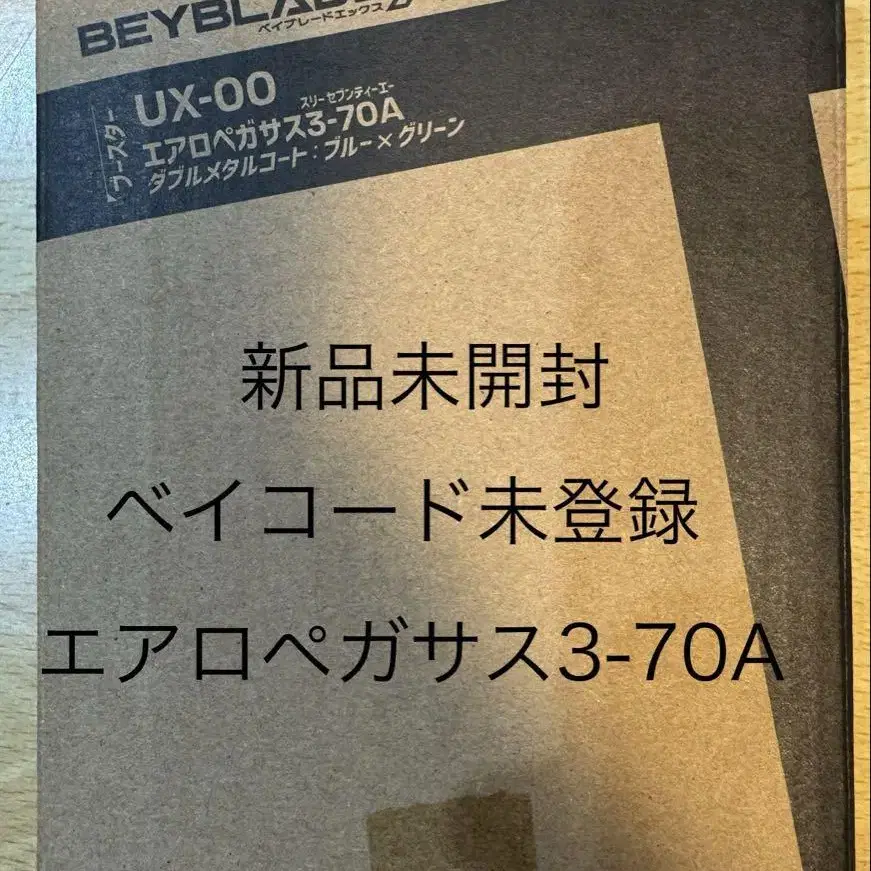 BEYBLADE X
ベイブレードエックス
ブースター
UX-00
スリーセブンティーエー
エアロペガサス3-70A
ダブルメタルコート：ブルー×グリーン
新品未開封
ベイコード未登録
エアロペガサス3-70A